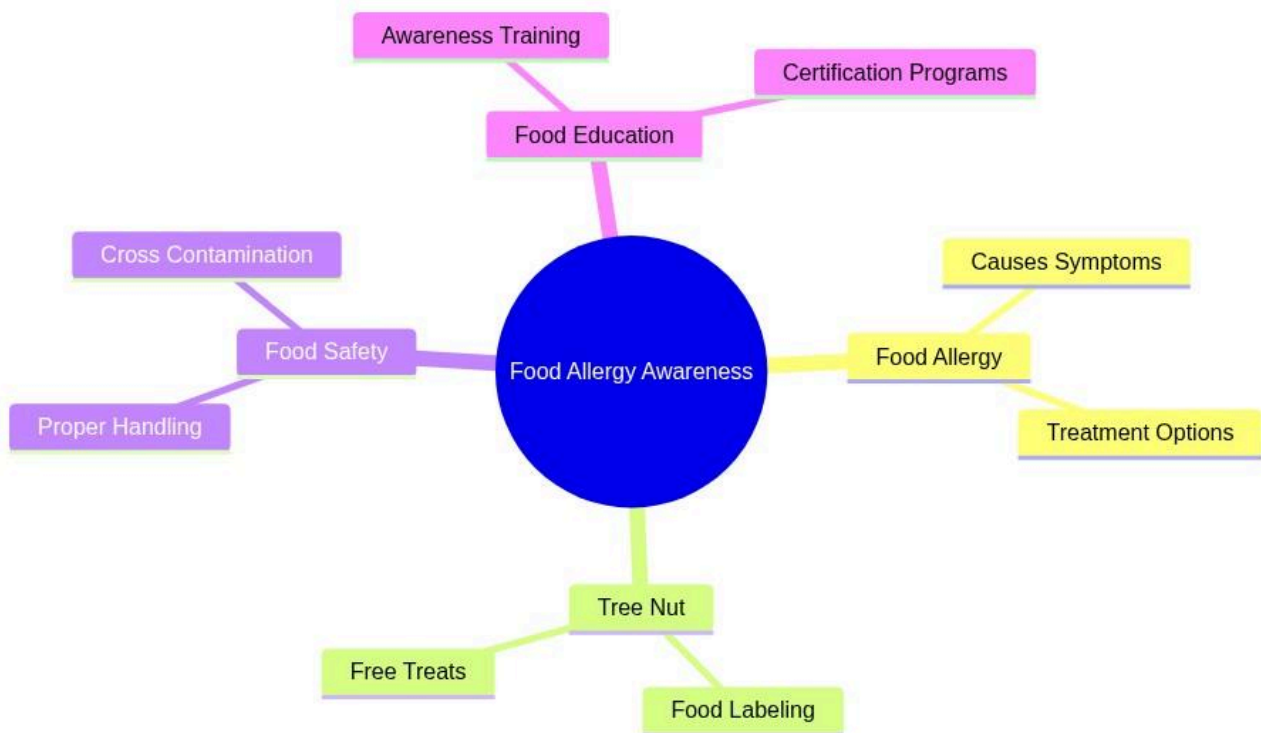 Awareness Training
Certification Programs
Food Education
Cross Contamination
Causes Symptoms
Food Safety
Food Allergy
Food Allergy Awareness
Proper Handling
Treatment Options
Tree Nut
Free Treats
Food Labeling